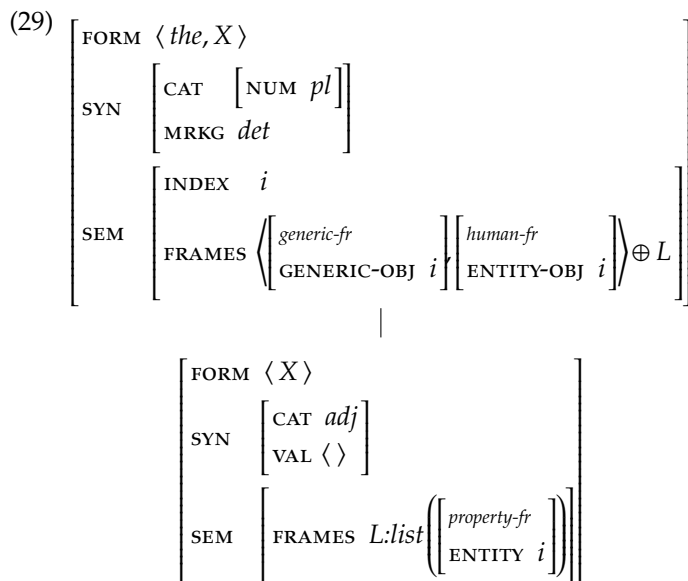 (29)
FORM ⟨ the, X ⟩
SYN CAT [NUM pl]
MRKG det
SEM INDEX i
FRAMES ⟨[generic-fr GENERIC-OBJ i], [human-fr ENTITY-OBJ i]⟩ ⊕ L
FORM ⟨ X ⟩
SYN CAT adj
VAL ⟨ ⟩
SEM [FRAMES L:list([property-fr ENTITY i])]